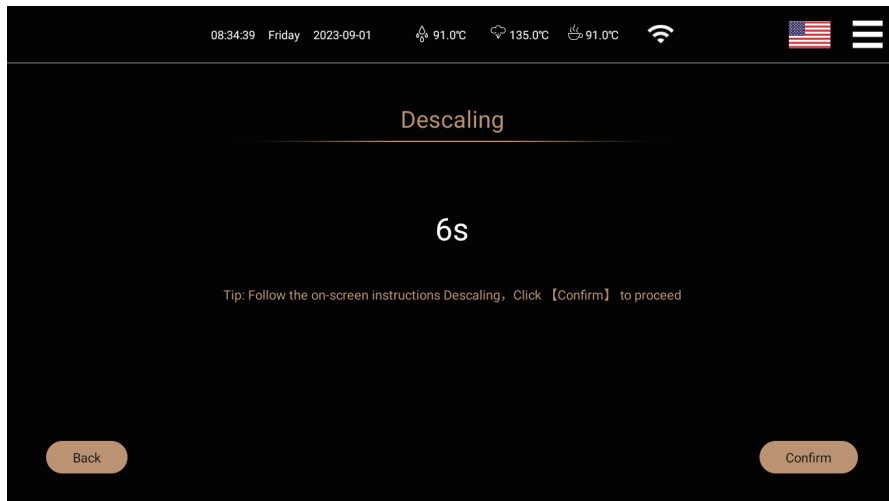 08:34:39 Friday 2023-09-01 91.0℃ 135.0℃ 91.0℃
Descaling
6s
Tip: Follow the on-screen instructions Descaling，Click 【Confirm】 to proceed
Back Confirm